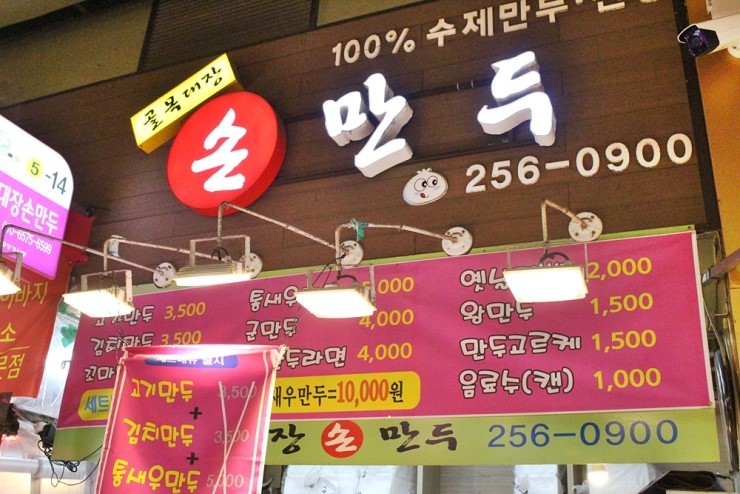 100% 수제만두
골목대장
손만두
256-0900
5-14
대장손만두
고기만두 3,500
김치만두 3,500
통새우
군만두 4,000
만두라면 4,000
새우만두=10,000원
2,000
왕만두 1,500
만두고르케 1,500
음료수(캔) 1,000
고기만두 3,500
+
김치만두 3,500
+
통새우만두 5,000
장 손만두 256-0900